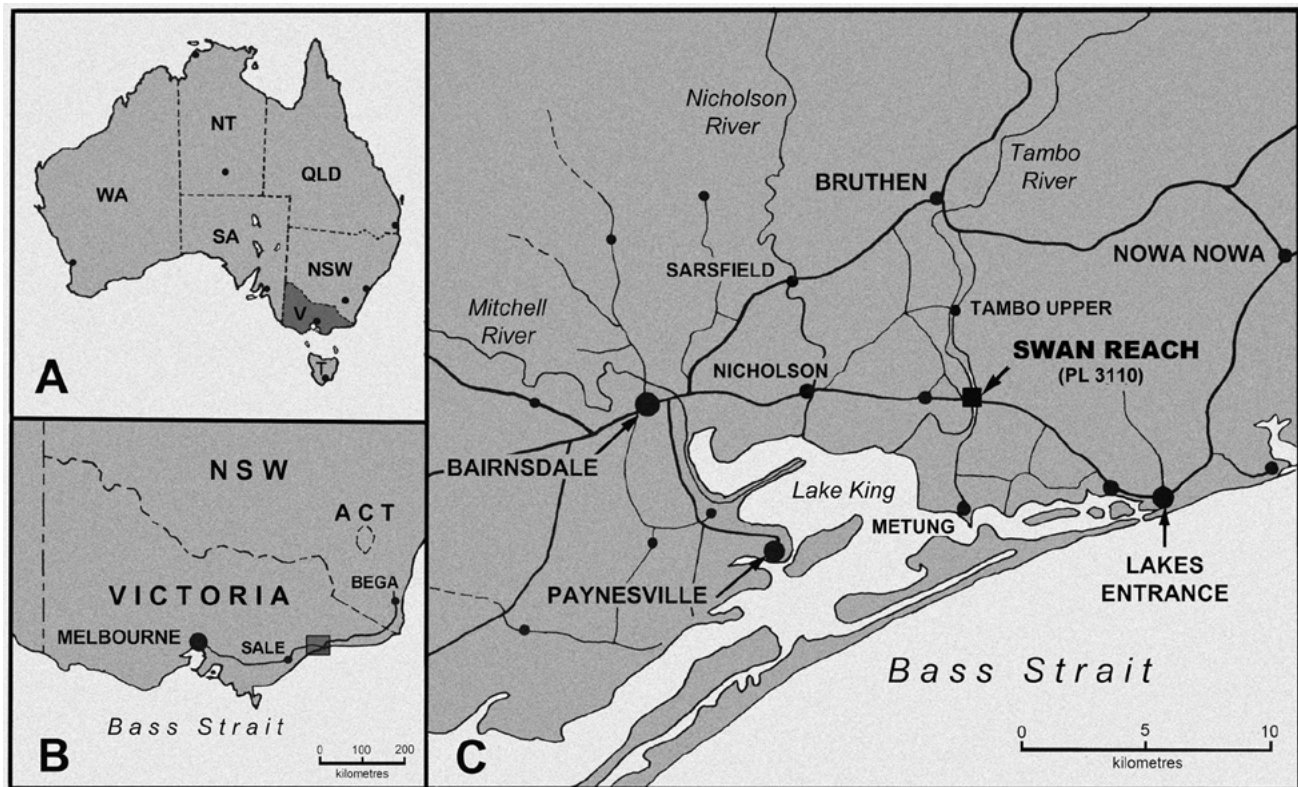 NT
WA
QLD
SA
NSW
V
T
A
NSW
ACT
BEGA
VICTORIA
MELBOURNE
SALE
Bass Strait
B
0 100 200
kilometres
Nicholson
River
Tambo
River
BRUTHEN
NOWA NOWA
SARSFIELD
Mitchell
River
TAMBO UPPER
SWAN REACH
(PL 3110)
NICHOLSON
BAIRNSDALE
Lake King
METUNG
PAYNESVILLE
LAKES
ENTRANCE
Bass Strait
C
0 5 10
kilometres